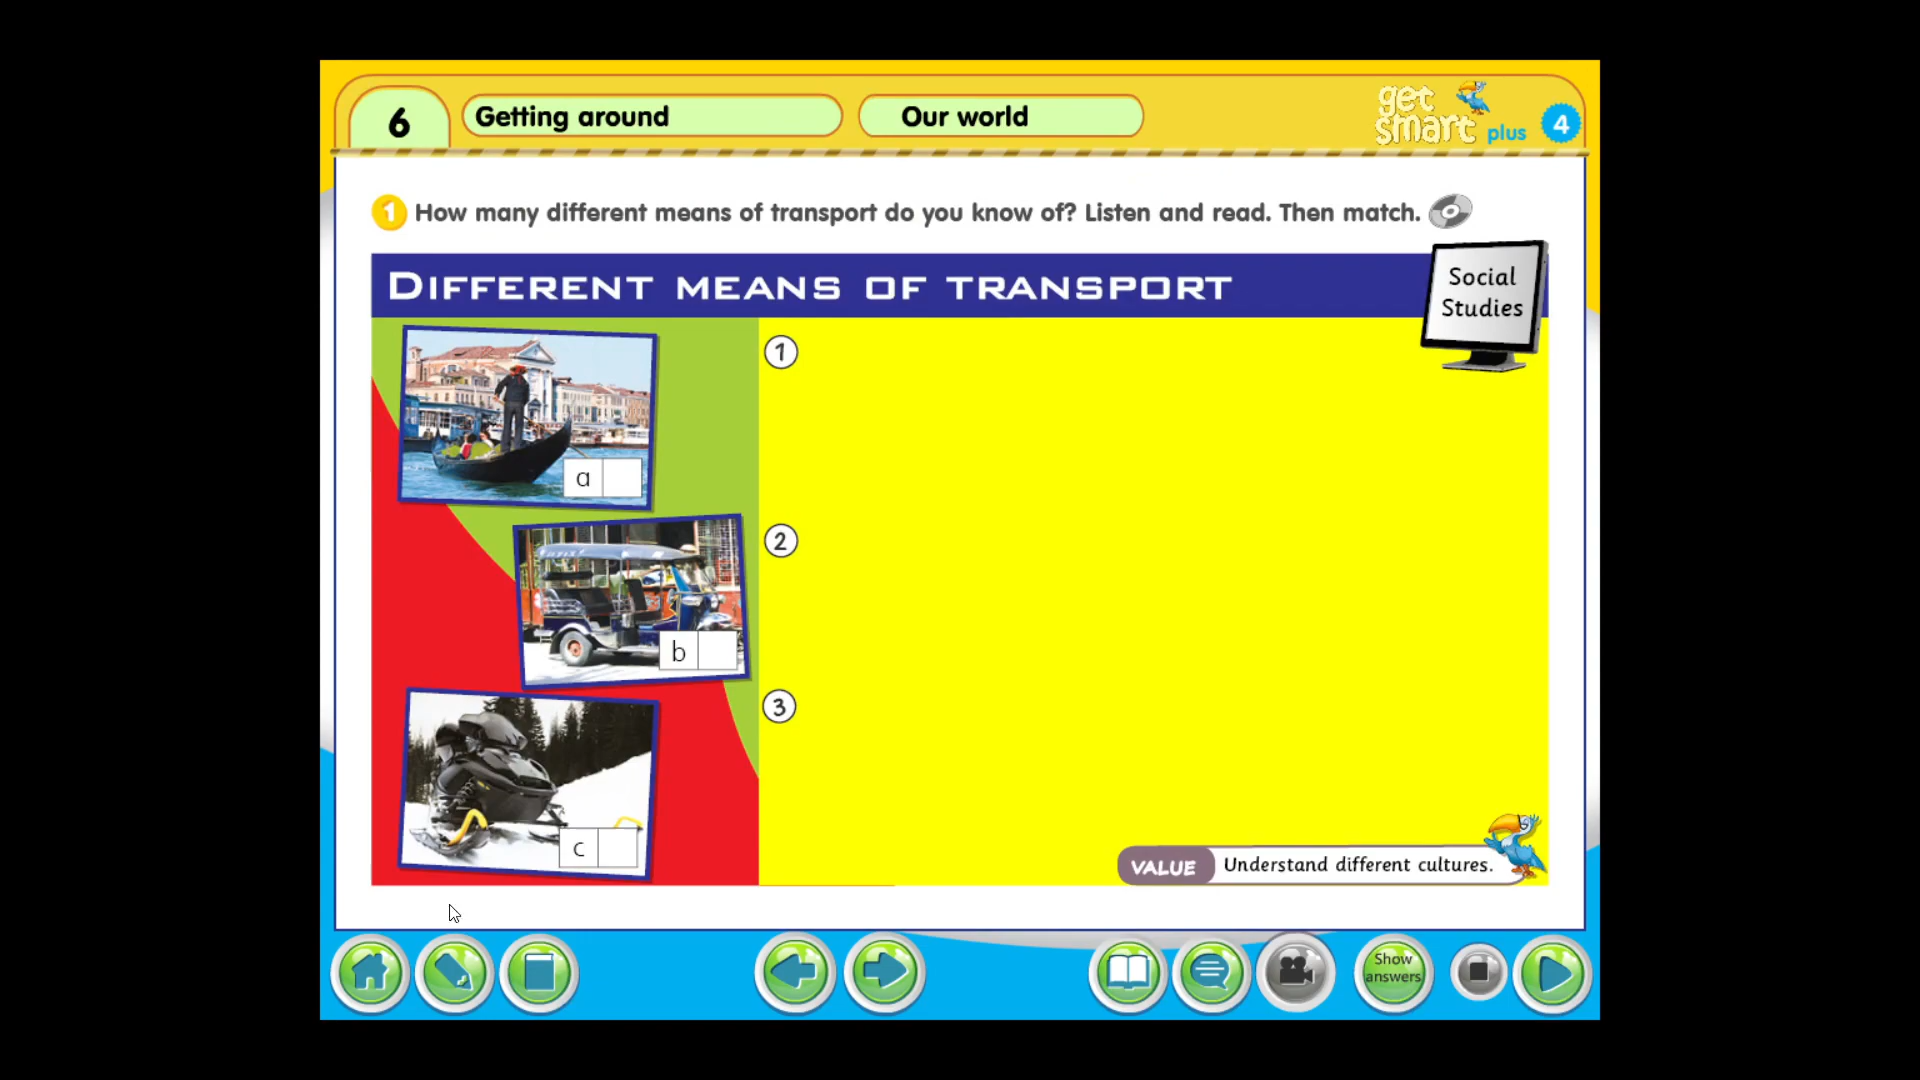 6
Getting around
Our world
get
smart plus 4
1 How many different means of transport do you know of? Listen and read. Then match.
DIFFERENT MEANS OF TRANSPORT
Social
Studies
1
a
2
b
3
c
VALUE Understand different cultures.
Show
answers